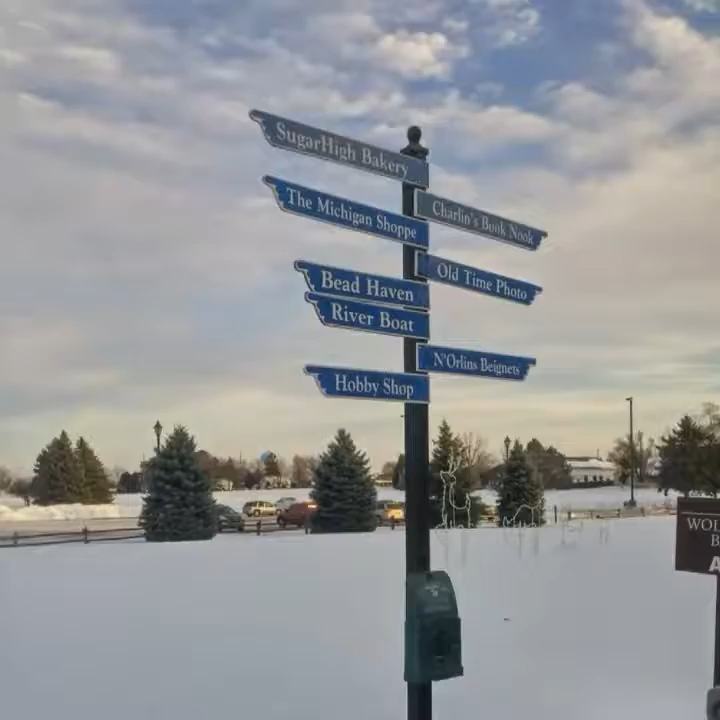 SugarHigh Bakery
The Michigan Shoppe
Charlin's Book Nook
Bead Haven
Old Time Photo
River Boat
N'Orlins Beignets
Hobby Shop